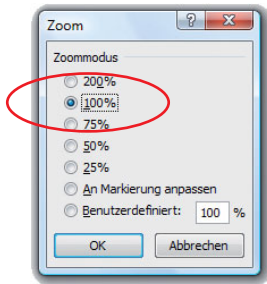 Zoom
Zoommodus
200%
100%
75%
50%
25%
An Markierung anpassen
Benutzerdefiniert: 100 %
OK Abbrechen